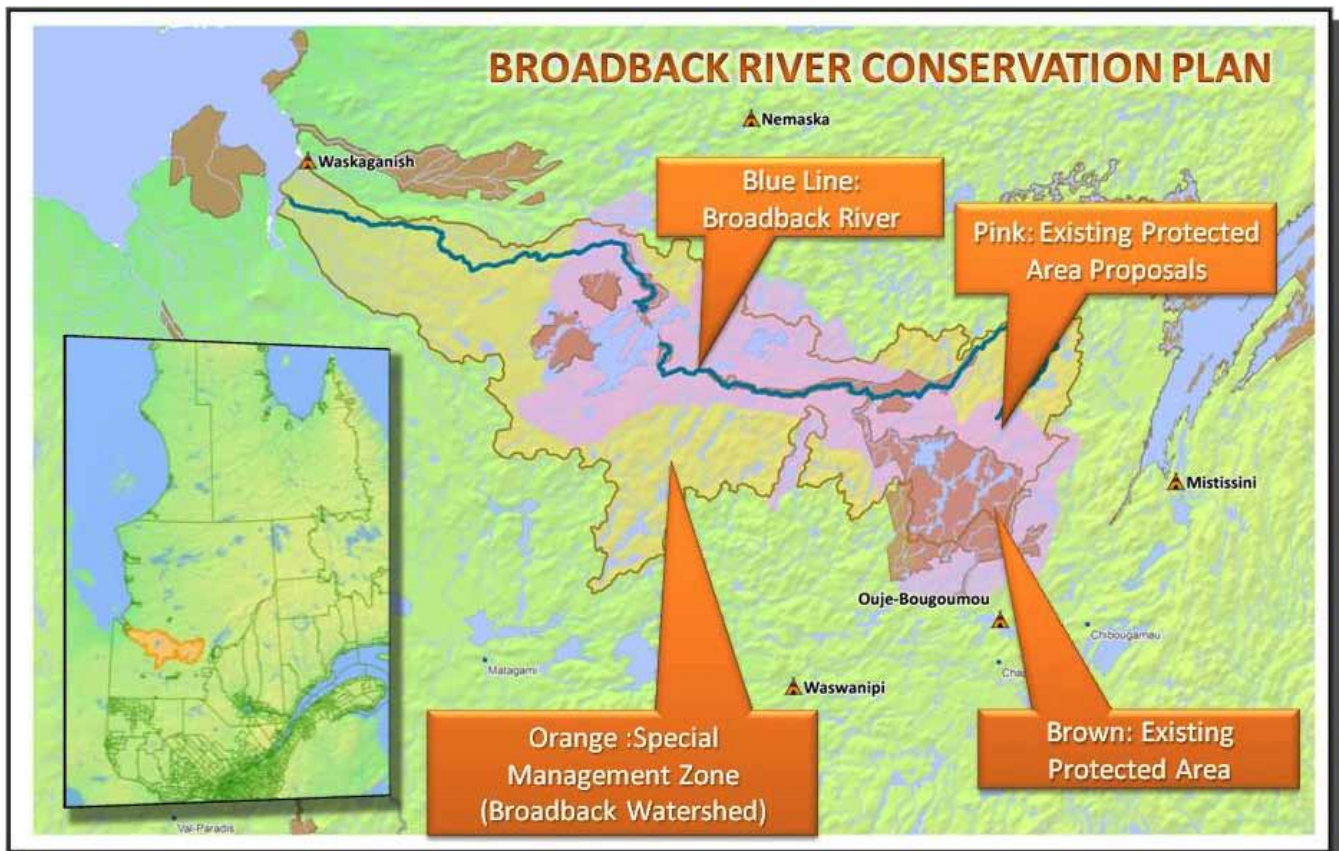 BROADBACK RIVER CONSERVATION PLAN
Nemaska
Waskaganish
Blue Line:
Broadback River
Pink: Existing Protected
Area Proposals
Mistissini
Ouje-Bougoumou
Chibougamau
Matagami
Waswanipi
Orange :Special
Management Zone
(Broadback Watershed)
Brown: Existing
Protected Area
Val-Paradis